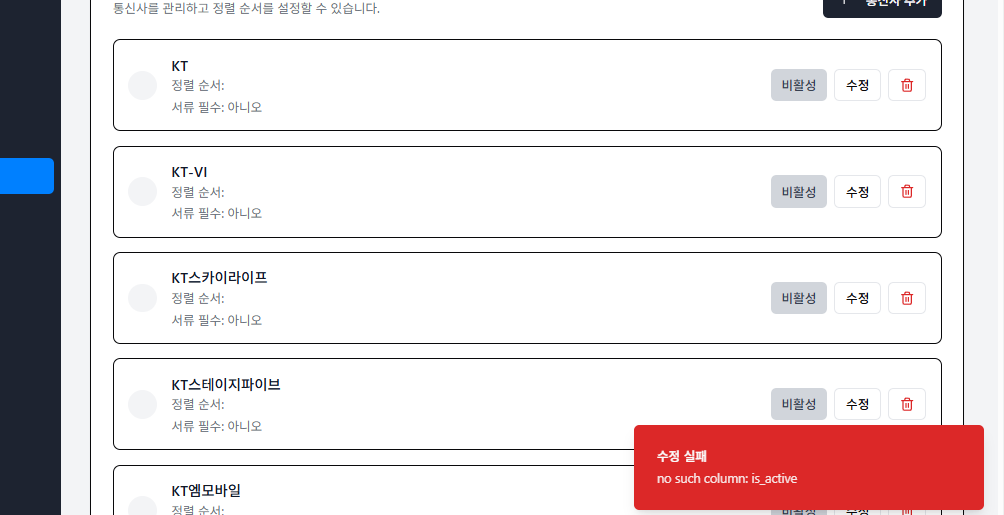 통신사를 관리하고 정렬 순서를 설정할 수 있습니다.
통신사 추가
KT
정렬 순서:
서류 필수: 아니오
비활성
수정
KT-VI
정렬 순서:
서류 필수: 아니오
비활성
수정
KT스카이라이프
정렬 순서:
서류 필수: 아니오
비활성
수정
KT스테이지파이브
정렬 순서:
서류 필수: 아니오
비활성
수정
KT엠모바일
정렬 순서:
비활성
수정
수정 실패
no such column: is_active